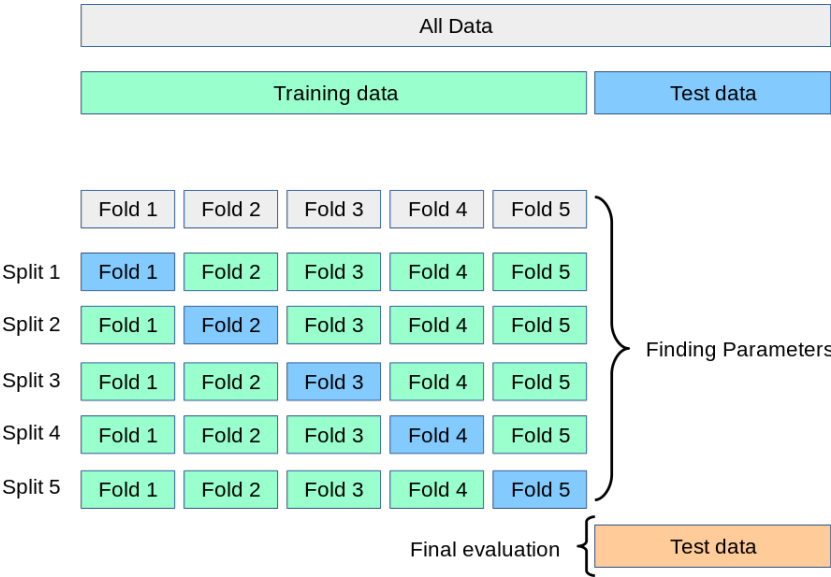 All Data
Training data Test data
Fold 1 Fold 2 Fold 3 Fold 4 Fold 5
Split 1 Fold 1 Fold 2 Fold 3 Fold 4 Fold 5
Split 2 Fold 1 Fold 2 Fold 3 Fold 4 Fold 5
Finding Parameters
Split 3 Fold 1 Fold 2 Fold 3 Fold 4 Fold 5
Split 4 Fold 1 Fold 2 Fold 3 Fold 4 Fold 5
Split 5 Fold 1 Fold 2 Fold 3 Fold 4 Fold 5
Final evaluation Test data